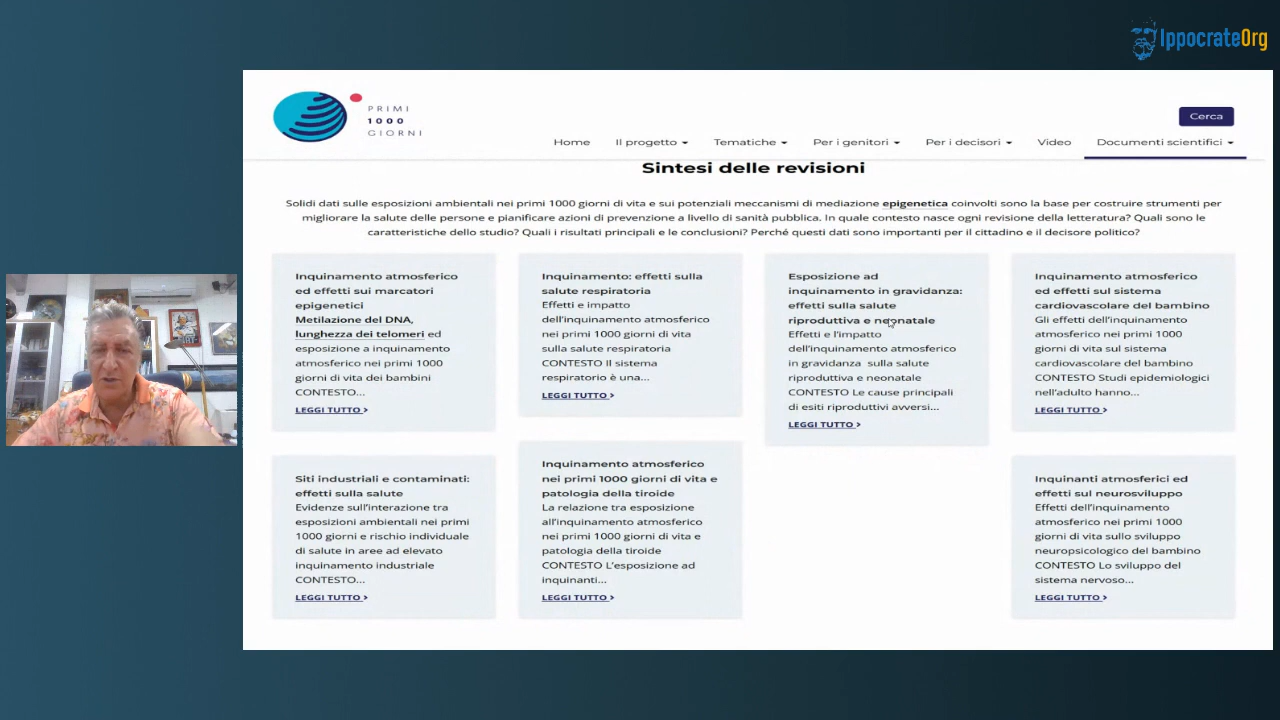 IppocrateOrg
PRIMI
1000
GIORNI
Cerca
Home Il progetto Tematiche Per i genitori Per i decisori Video Documenti scientifici
Sintesi delle revisioni
Solidi dati sulle esposizioni ambientali nei primi 1000 giorni di vita e sui potenziali meccanismi di mediazione epigenetica coinvolti sono la base per costruire strumenti per
migliorare la salute delle persone e pianificare azioni di prevenzione a livello di sanità pubblica. In quale contesto nasce ogni revisione della letteratura? Quali sono le
caratteristiche dello studio? Quali i risultati principali e le conclusioni? Perché questi dati sono importanti per il cittadino e il decisore politico?
Inquinamento atmosferico
ed effetti sui marcatori
epigenetici
Metilazione del DNA,
lunghezza dei telomeri ed
esposizione a inquinamento
atmosferico nei primi 1000
giorni di vita dei bambini
CONTESTO...
LEGGI TUTTO >
Inquinamento: effetti sulla
salute respiratoria
Effetti e impatto
dell'inquinamento atmosferico
nei primi 1000 giorni di vita
sulla salute respiratoria
CONTESTO Il sistema
respiratorio è una...
LEGGI TUTTO >
Esposizione ad
inquinamento in gravidanza:
effetti sulla salute
riproduttiva e neonatale
Effetti e l'impatto
dell'inquinamento atmosferico
in gravidanza sulla salute
riproduttiva e neonatale
CONTESTO Le cause principali
di esiti riproduttivi avversi...
LEGGI TUTTO >
Inquinamento atmosferico
ed effetti sul sistema
cardiovascolare del bambino
Gli effetti dell'inquinamento
atmosferico nei primi 1000
giorni di vita sul sistema
cardiovascolare del bambino
CONTESTO Studi epidemiologici
nell'adulto hanno...
LEGGI TUTTO >
Siti industriali e contaminati:
effetti sulla salute
Evidenze sull'interazione tra
esposizioni ambientali nei primi
1000 giorni e rischio individuale
di salute in aree ad elevato
inquinamento industriale
CONTESTO...
LEGGI TUTTO >
Inquinamento atmosferico
nei primi 1000 giorni di vita e
patologia della tiroide
La relazione tra esposizione
all'inquinamento atmosferico
nei primi 1000 giorni di vita e
patologia della tiroide
CONTESTO L'esposizione ad
inquinanti...
LEGGI TUTTO >
Inquinanti atmosferici ed
effetti sul neurosviluppo
Effetti dell'inquinamento
atmosferico nei primi 1000
giorni di vita sullo sviluppo
neuropsicologico del bambino
CONTESTO Lo sviluppo del
sistema nervoso...
LEGGI TUTTO >